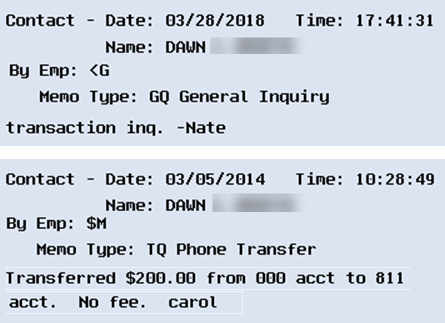 Contact - Date: 03/28/2018 Time: 17:41:31
Name: DAWN
By Emp: <G
Memo Type: GQ General Inquiry
transaction inq. -Nate
Contact - Date: 03/05/2014 Time: 10:28:49
Name: DAWN
By Emp: $M
Memo Type: TQ Phone Transfer
Transferred $200.00 from 000 acct to 811
acct. No fee. carol